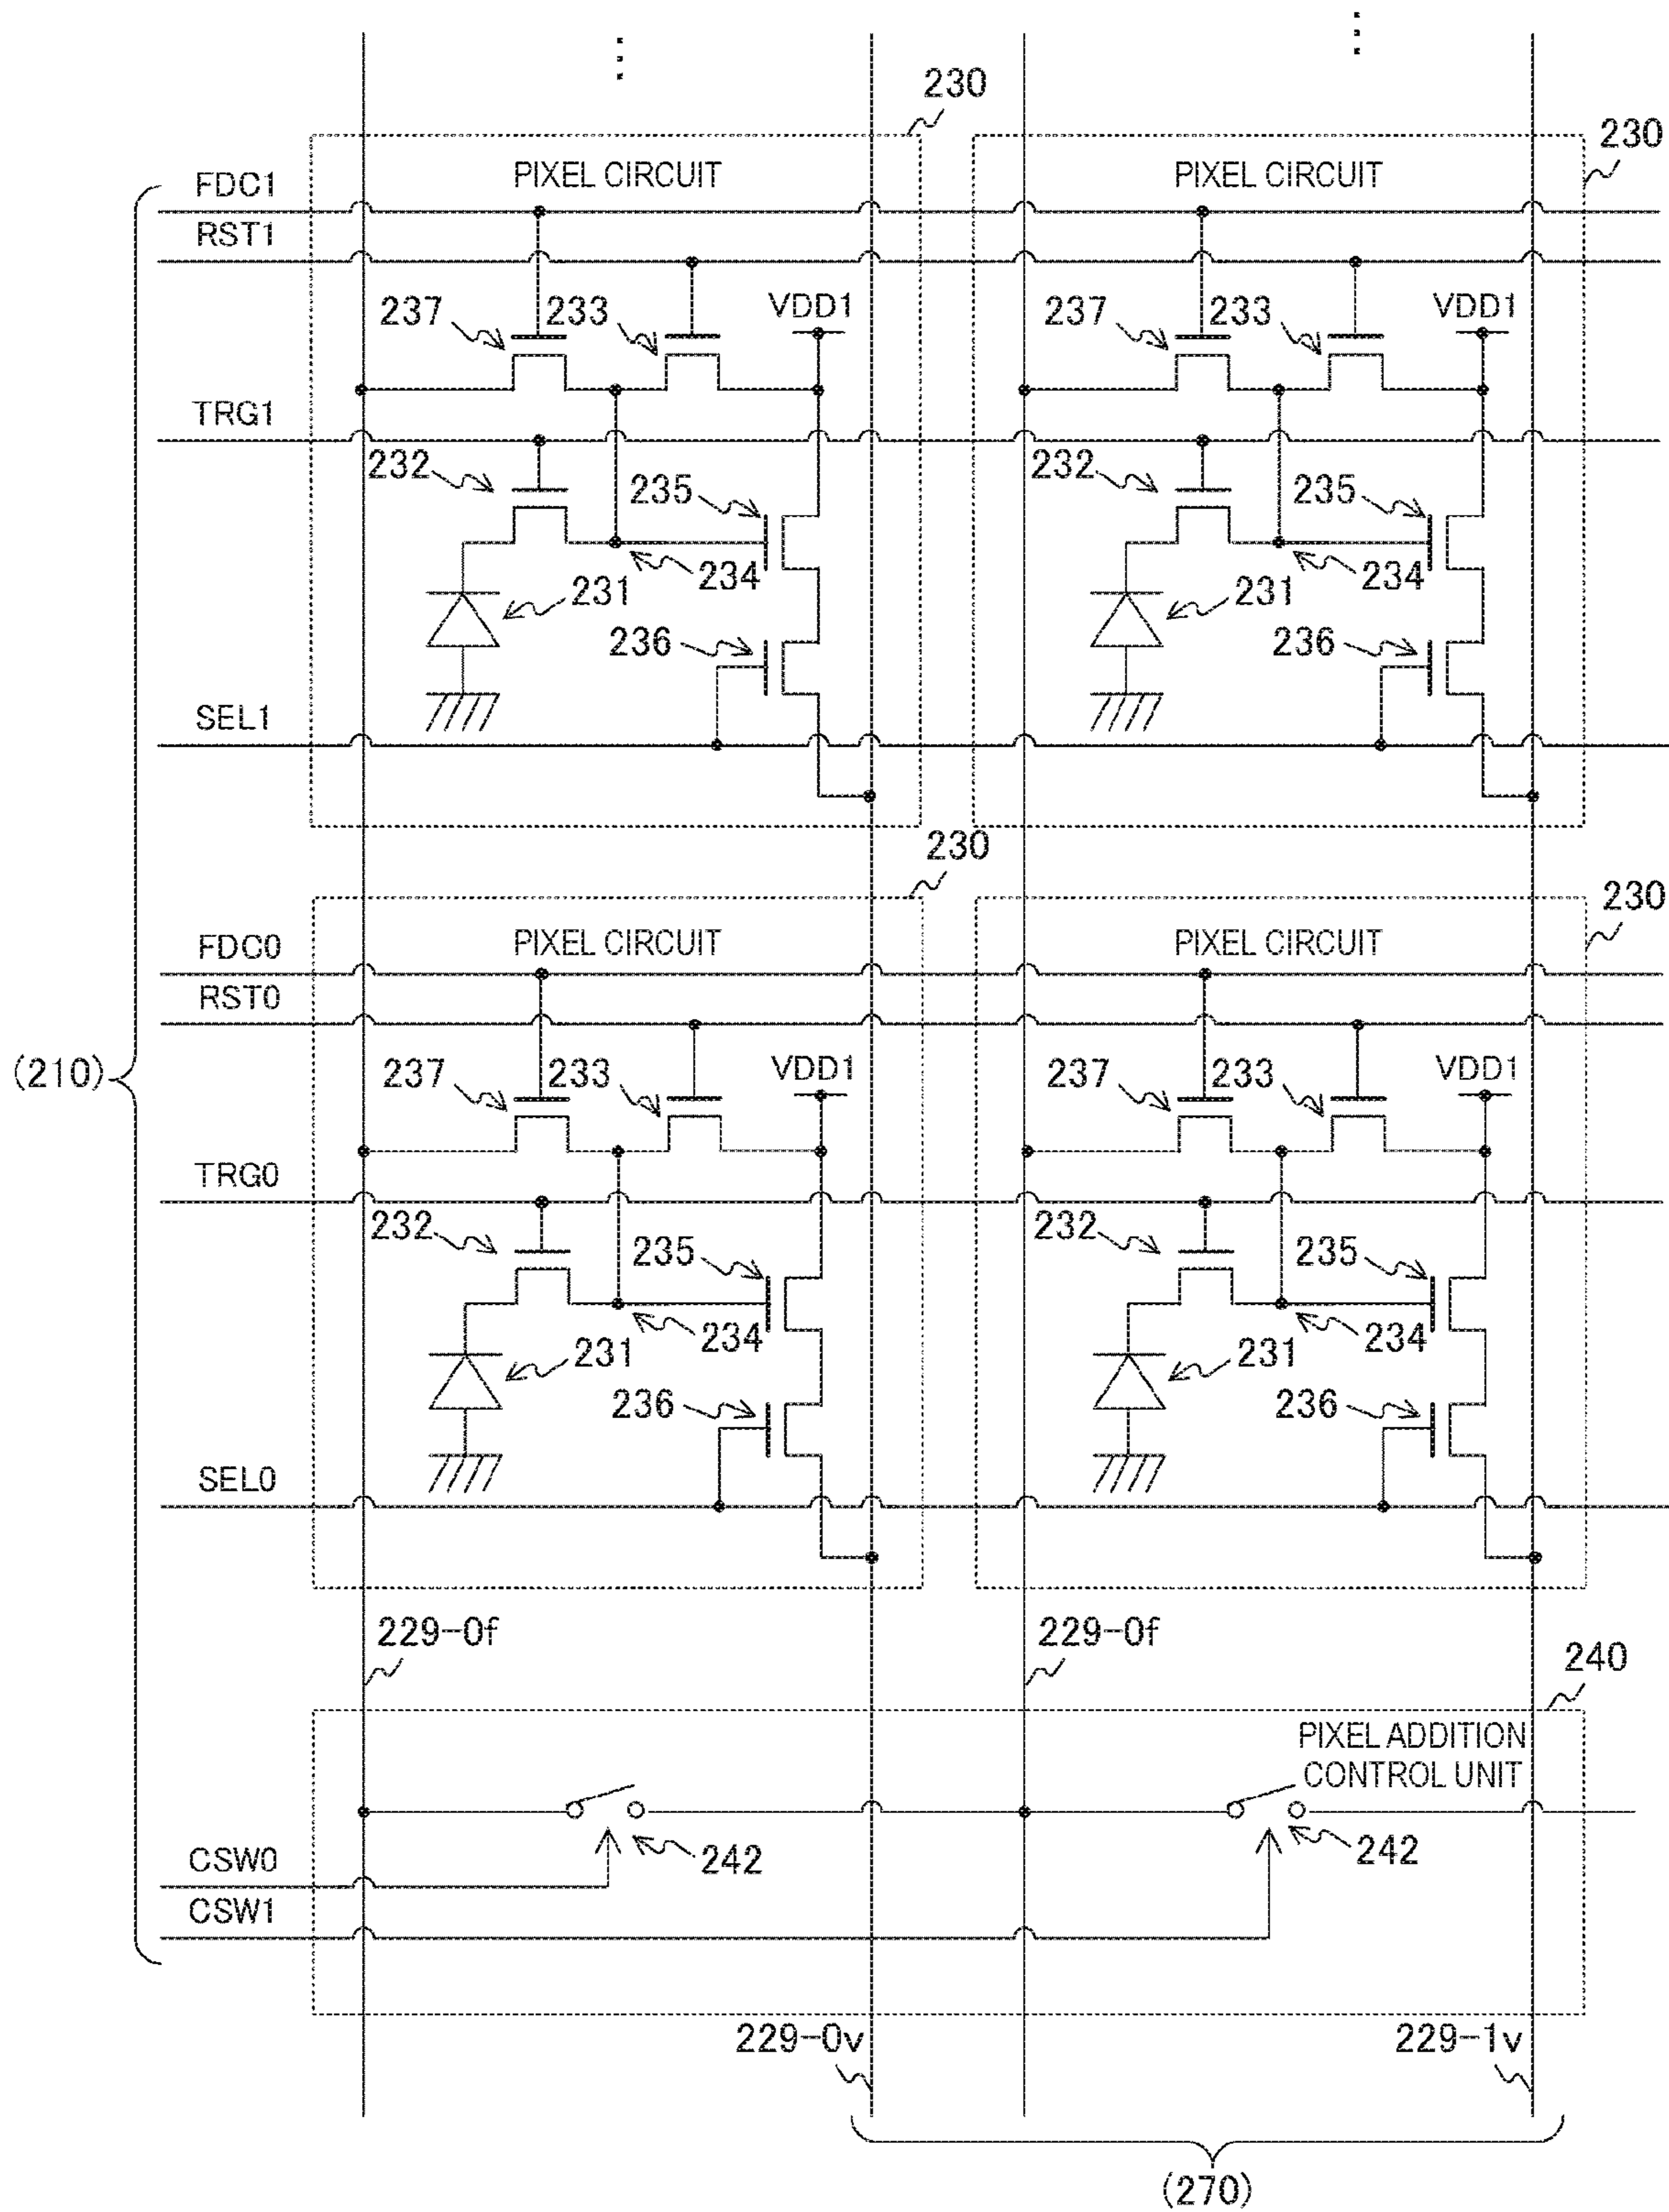 230
230
PIXEL CIRCUIT
PIXEL CIRCUIT
FDC1
RST1
237
233
VDD1
237
233
VDD1
TRG1
232
235
232
235
234
234
231
231
236
236
SEL1
230
230
PIXEL CIRCUIT
PIXEL CIRCUIT
FDC0
RST0
(210)
237
233
VDD1
237
233
VDD1
TRG0
232
235
232
235
234
234
231
231
236
236
SEL0
229-0f
229-0f
240
PIXEL ADDITION
CONTROL UNIT
242
242
CSW0
CSW1
229-0v
229-1v
(270)